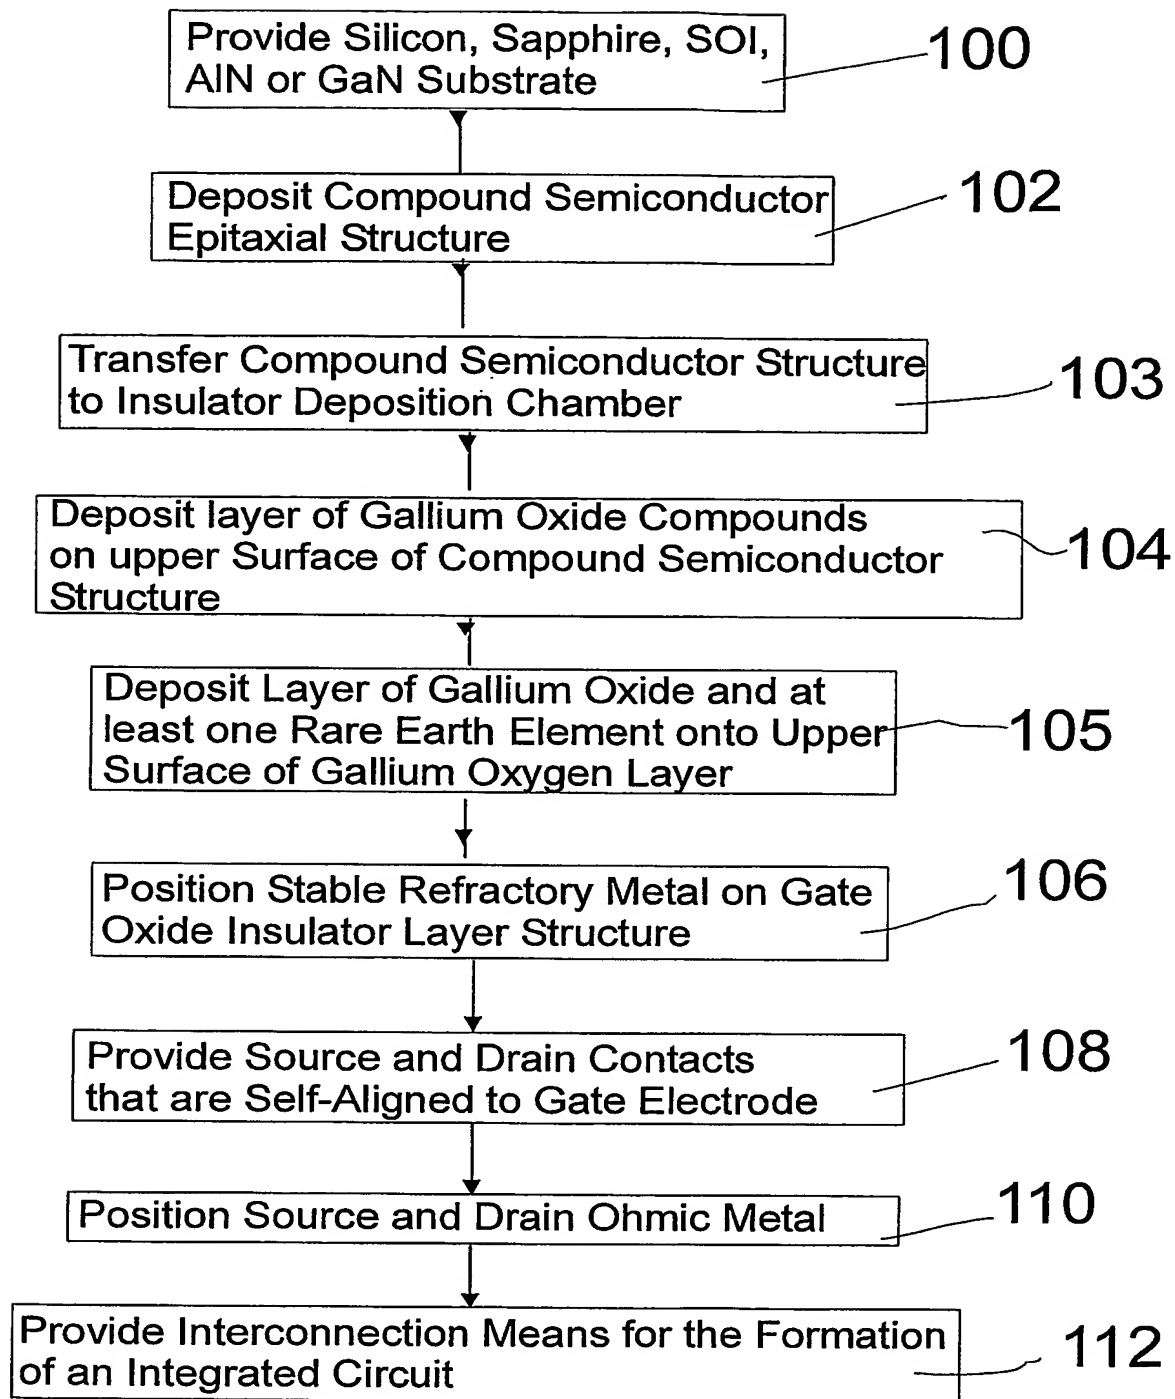 Provide Silicon, Sapphire, SOI,
AlN or GaN Substrate
100
Deposit Compound Semiconductor
Epitaxial Structure
102
Transfer Compound Semiconductor Structure
to Insulator Deposition Chamber
103
Deposit layer of Gallium Oxide Compounds
on upper Surface of Compound Semiconductor
Structure
104
Deposit Layer of Gallium Oxide and at
least one Rare Earth Element onto Upper
Surface of Gallium Oxygen Layer
105
Position Stable Refractory Metal on Gate
Oxide Insulator Layer Structure
106
Provide Source and Drain Contacts
that are Self-Aligned to Gate Electrode
108
Position Source and Drain Ohmic Metal
110
Provide Interconnection Means for the Formation
of an Integrated Circuit
112